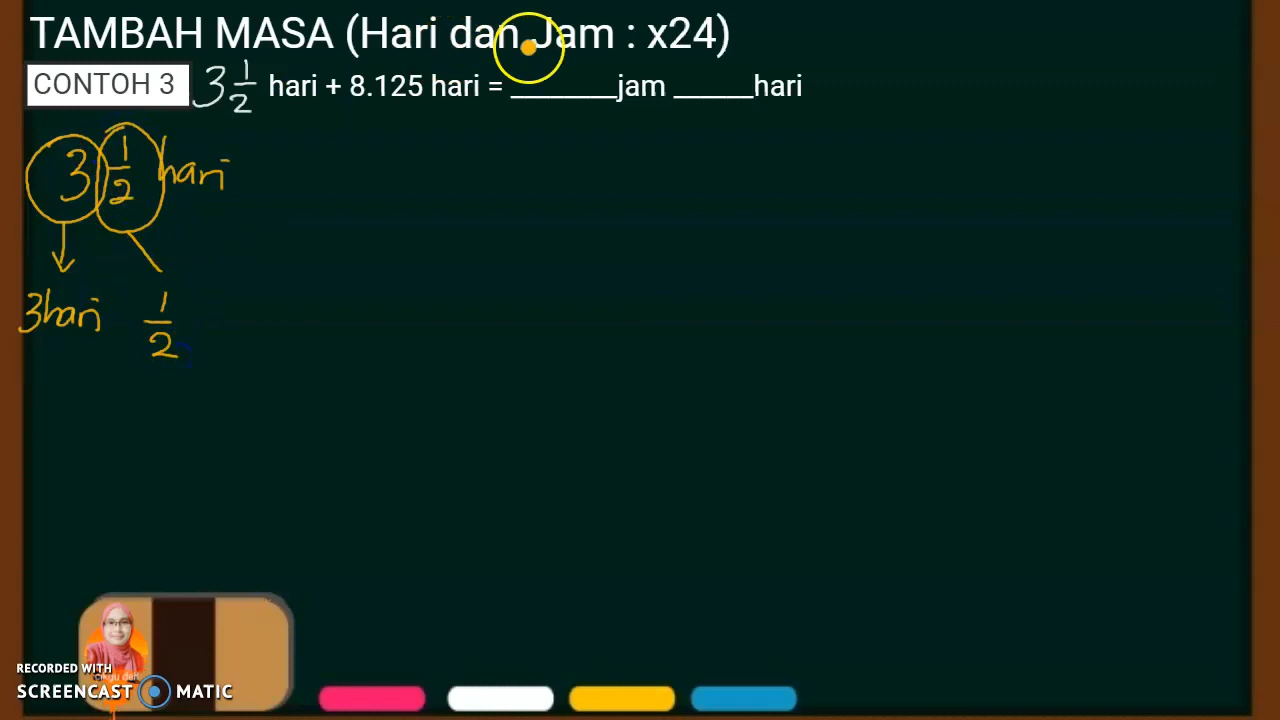 TAMBAH MASA (Hari dan Jam : x24)
CONTOH 3 3 1/2 hari + 8.125 hari = ________jam ______hari
3 1/2 hari
3hari 1/2
RECORDED WITH
SCREENCAST MATIC